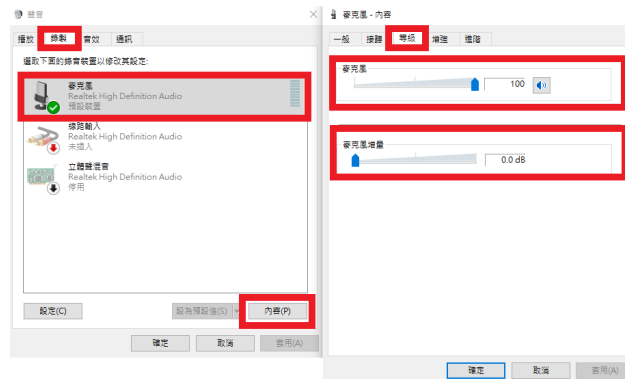 聲音
播放 錄製 音效 通訊
選取下面的錄音裝置以修改其設定:
麥克風
Realtek High Definition Audio
預設裝置
線路輸入
Realtek High Definition Audio
未插入
立體聲混音
Realtek High Definition Audio
停用
設定(C) 設為預設值(S) 內容(P)
確定 取消 套用(A)
麥克風 - 內容
一般 接聽 等級 增強 進階
麥克風
100
麥克風增量
0.0 dB
確定 取消 套用(A)